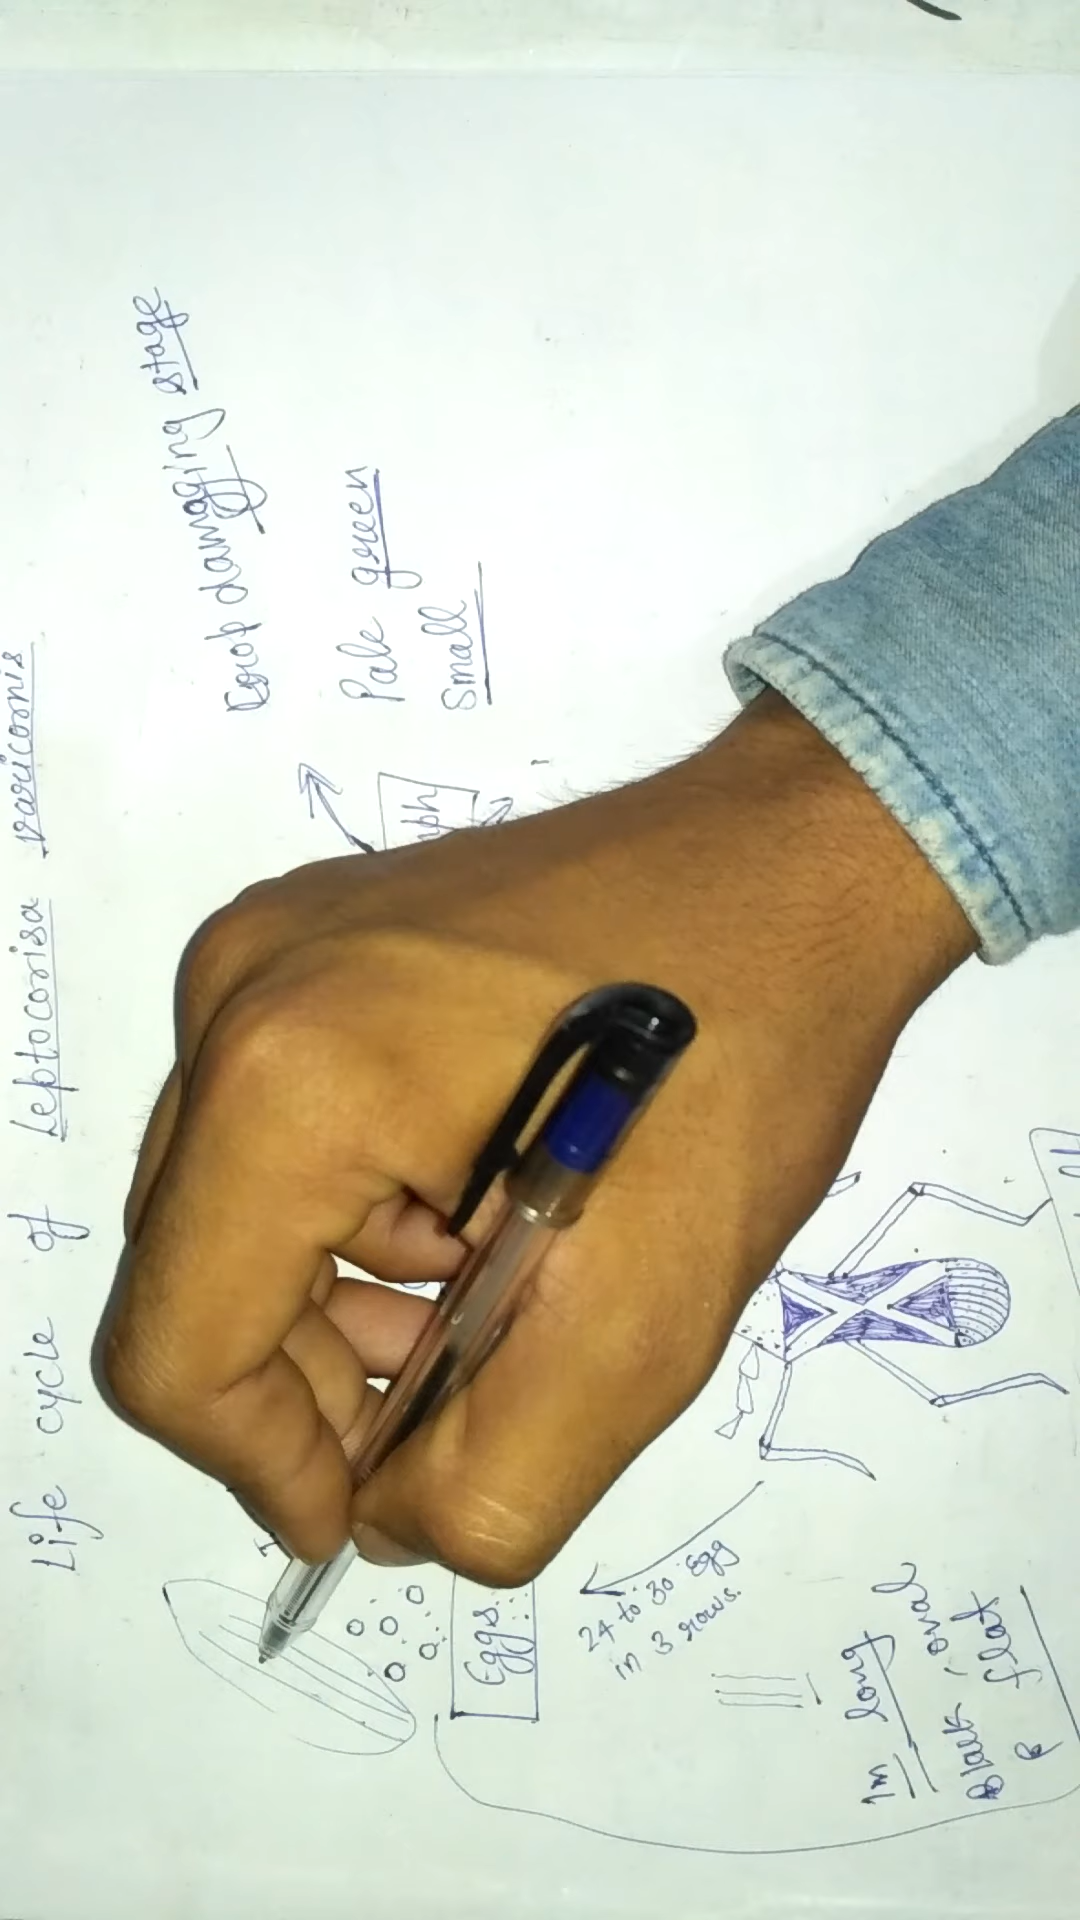 Life cycle of Leptocorisa varicornis
Crop damaging stage
Pale green
Small
Eggs
24 to 30 Egg
in 3 rows.
1m long
Black, oval
& flat